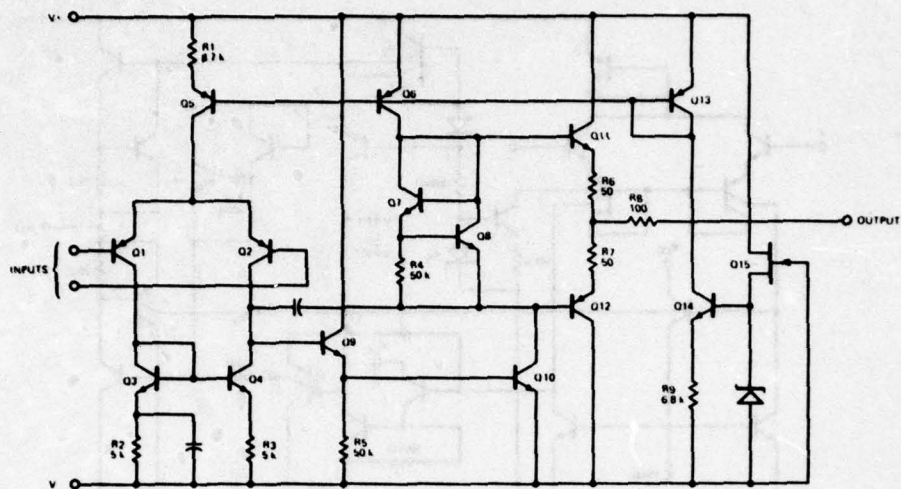 V+
R1
8.7k
Q5
Q6
Q13
Q11
R6
50
R8
100
OUTPUT
Q7
Q8
Q1
Q2
INPUTS
R4
50 k
R7
50
Q15
Q12
Q14
Q9
Q3
Q4
Q10
R9
6.8 k
R2
5 k
R3
5 k
R5
50 k
V-